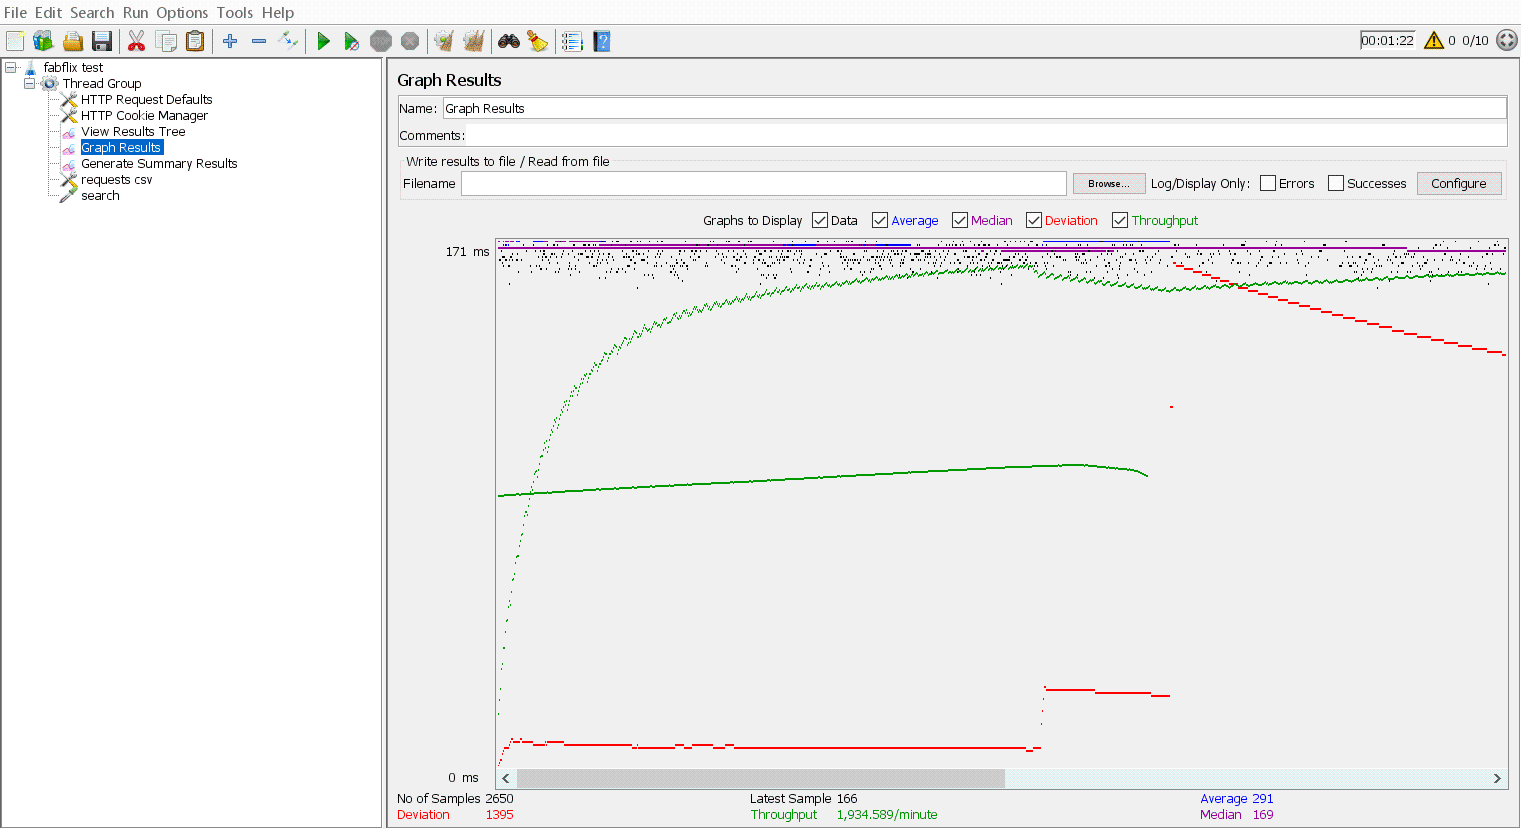 File Edit Search Run Options Tools Help
00:01:22 0 0/10
fabflix test
Thread Group
HTTP Request Defaults
HTTP Cookie Manager
View Results Tree
Graph Results
Generate Summary Results
requests csv
search
Graph Results
Name: Graph Results
Comments:
Write results to file / Read from file
Filename Browse... Log/Display Only: Errors Successes Configure
Graphs to Display Data Average Median Deviation Throughput
171 ms
0 ms
No of Samples 2650 Latest Sample 166 Average 291
Deviation 1395 Throughput 1,934.589/minute Median 169